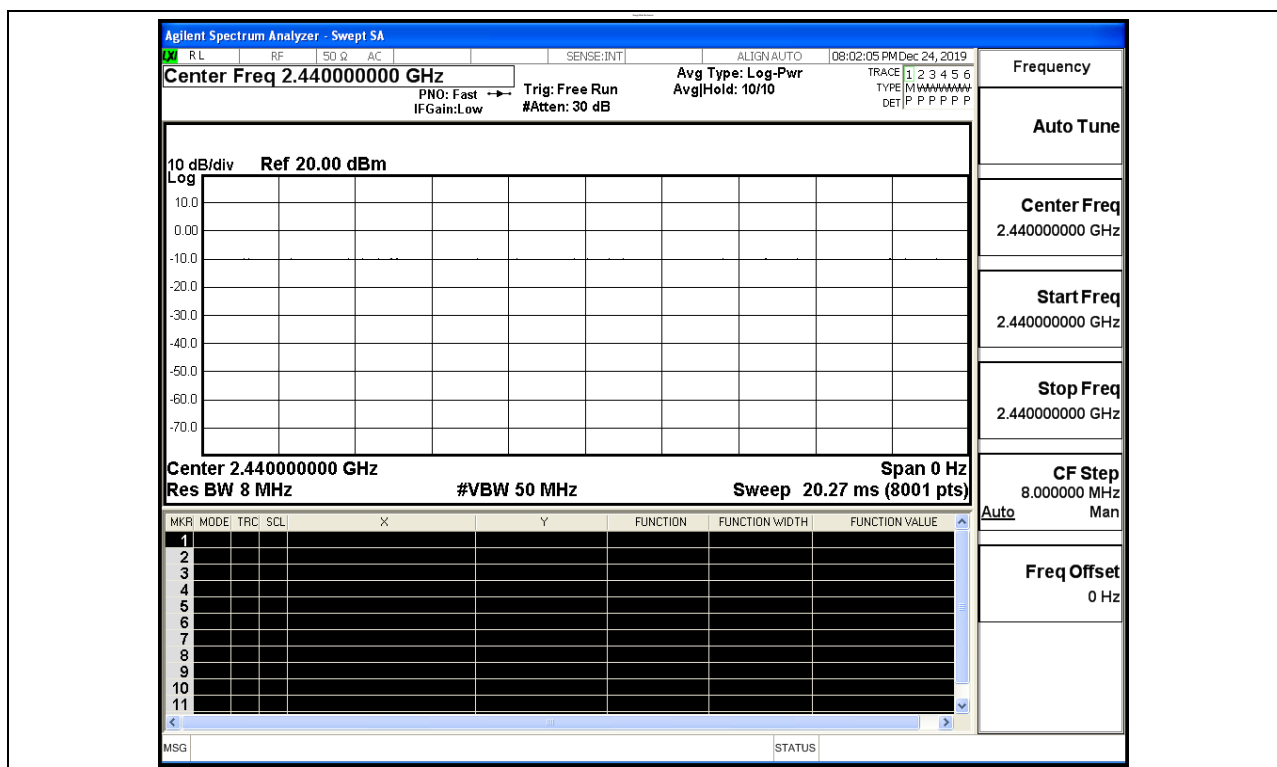 Agilent Spectrum Analyzer - Swept SA
LXI RL RF 50 Ω AC SENSE:INT ALIGN AUTO 08:02:05 PM Dec 24, 2019
Center Freq 2.440000000 GHz
PNO: Fast
IFGain:Low
Trig: Free Run
#Atten: 30 dB
Avg Type: Log-Pwr
Avg|Hold: 10/10
TRACE 1 2 3 4 5 6
TYPE M WWWWW
DET P P P P P P
10 dB/div Ref 20.00 dBm
Log
10.0
0.00
-10.0
-20.0
-30.0
-40.0
-50.0
-60.0
-70.0
Center 2.440000000 GHz Span 0 Hz
Res BW 8 MHz #VBW 50 MHz Sweep 20.27 ms (8001 pts)
MKR MODE TRC SCL X Y FUNCTION FUNCTION WIDTH FUNCTION VALUE
1
2
3
4
5
6
7
8
9
10
11
MSG STATUS
Frequency
Auto Tune
Center Freq
2.440000000 GHz
Start Freq
2.440000000 GHz
Stop Freq
2.440000000 GHz
CF Step
8.000000 MHz
Auto Man
Freq Offset
0 Hz